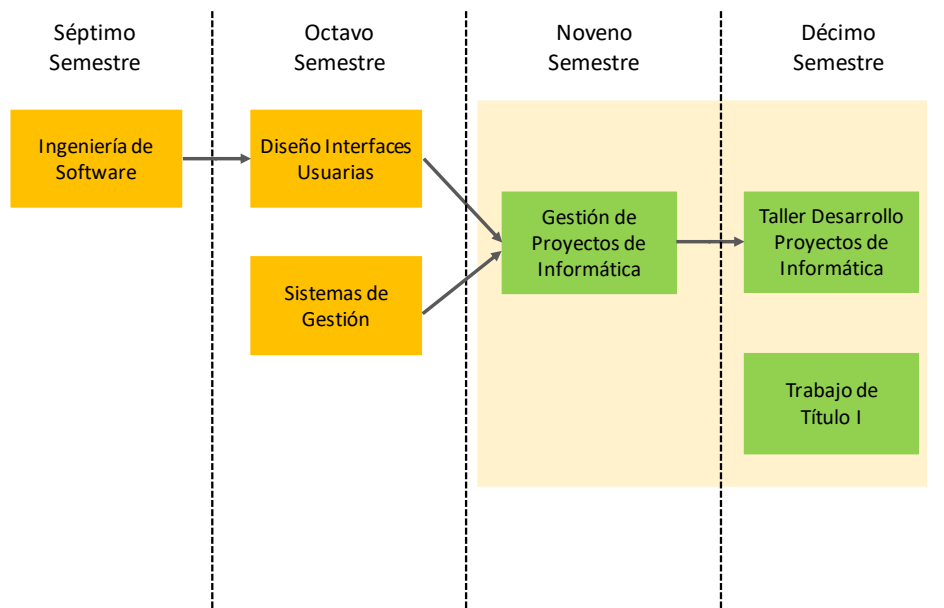 Séptimo
Semestre
Octavo
Semestre
Noveno
Semestre
Décimo
Semestre
Ingeniería de
Software
Diseño Interfaces
Usuarias
Sistemas de
Gestión
Gestión de
Proyectos de
Informática
Taller Desarrollo
Proyectos de
Informática
Trabajo de
Título I